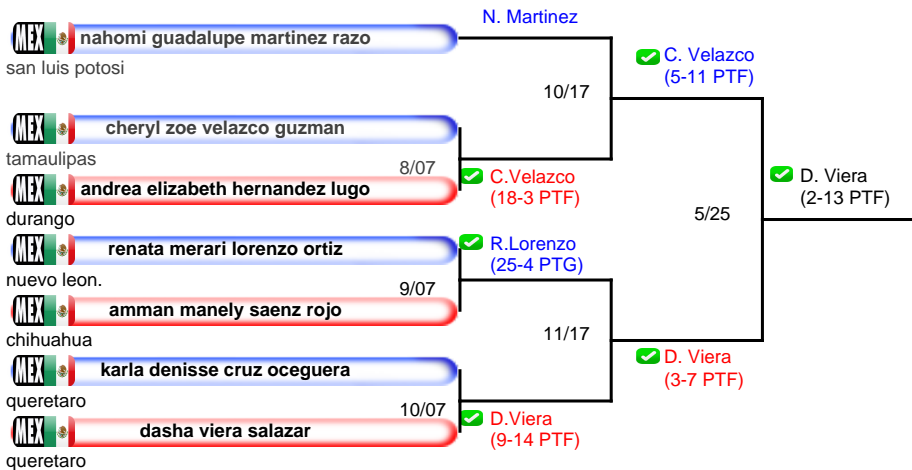 N. Martinez
MEX nahomi guadalupe martinez razo
san luis potosi
C. Velazco
(5-11 PTF)
10/17
MEX cheryl zoe velazco guzman
tamaulipas
8/07
C.Velazco
(18-3 PTF)
MEX andrea elizabeth hernandez lugo
durango
D. Viera
(2-13 PTF)
5/25
MEX renata merari lorenzo ortiz
nuevo leon.
R.Lorenzo
(25-4 PTG)
9/07
MEX amman manely saenz rojo
chihuahua
11/17
D. Viera
(3-7 PTF)
MEX karla denisse cruz oceguera
queretaro
10/07
D.Viera
(9-14 PTF)
MEX dasha viera salazar
queretaro